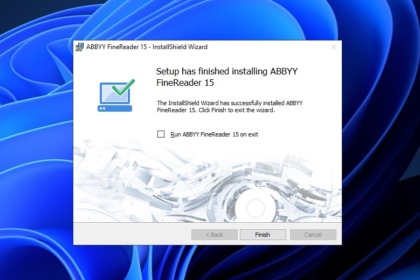 ABBYY FineReader 15 - InstallShield Wizard
Setup has finished installing ABBYY
FineReader 15
The InstallShield Wizard has successfully installed ABBYY
FineReader 15. Click Finish to exit the wizard.
Run ABBYY FineReader 15 on exit
< Back
Finish
Cancel